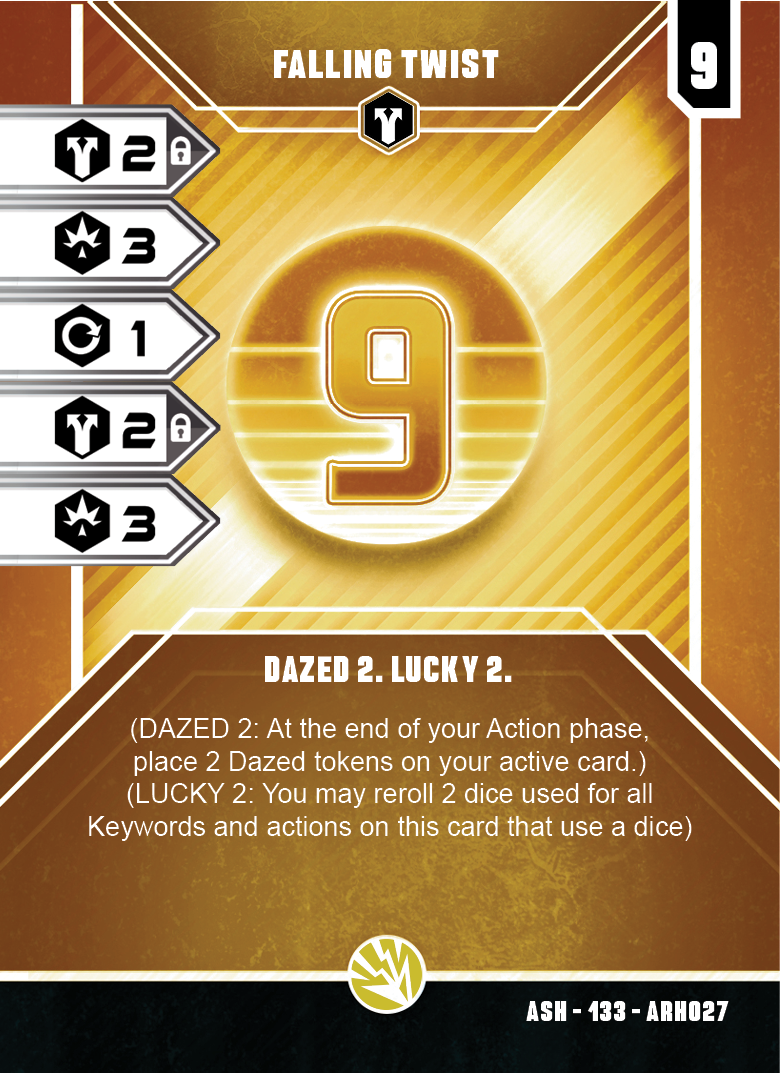 FALLING TWIST
9
2
3
1
2
3
9
DAZED 2. LUCKY 2.
(DAZED 2: At the end of your Action phase,
place 2 Dazed tokens on your active card.)
(LUCKY 2: You may reroll 2 dice used for all
Keywords and actions on this card that use a dice)
ASH - 133 - ARH027